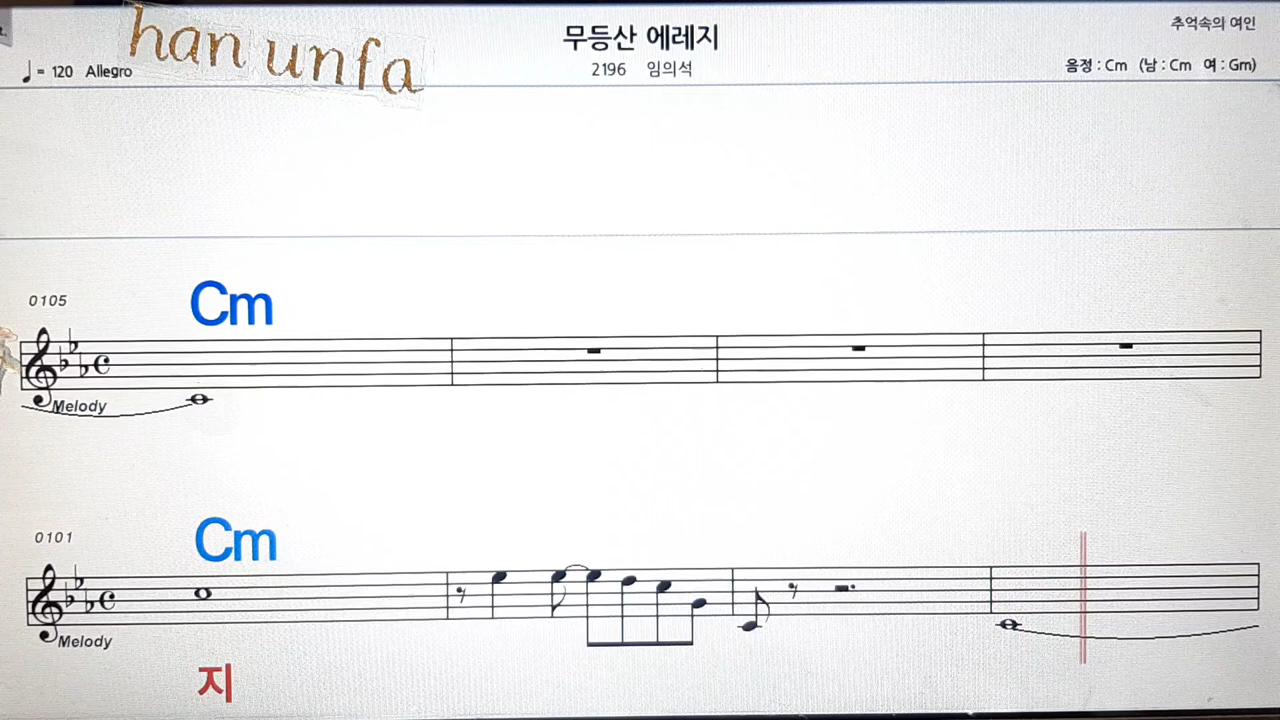 han unfa
무등산 에레지
추억속의 여인
♩= 120 Allegro
2196 임의석
음정 : Cm (남 : Cm 여 : Gm)
0105
Cm
Melody
0101
Cm
Melody
지